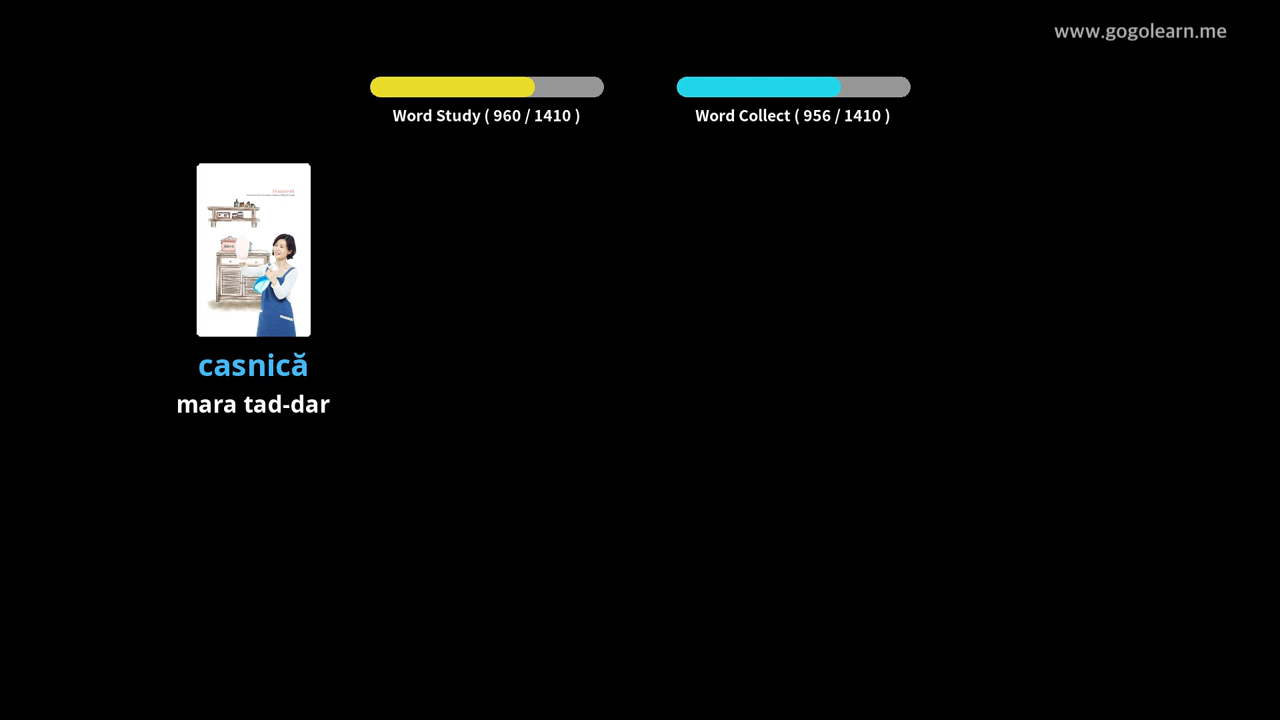 www.gogolearn.me
Word Study ( 960 / 1410 )
Word Collect ( 956 / 1410 )
casnică
mara tad-dar